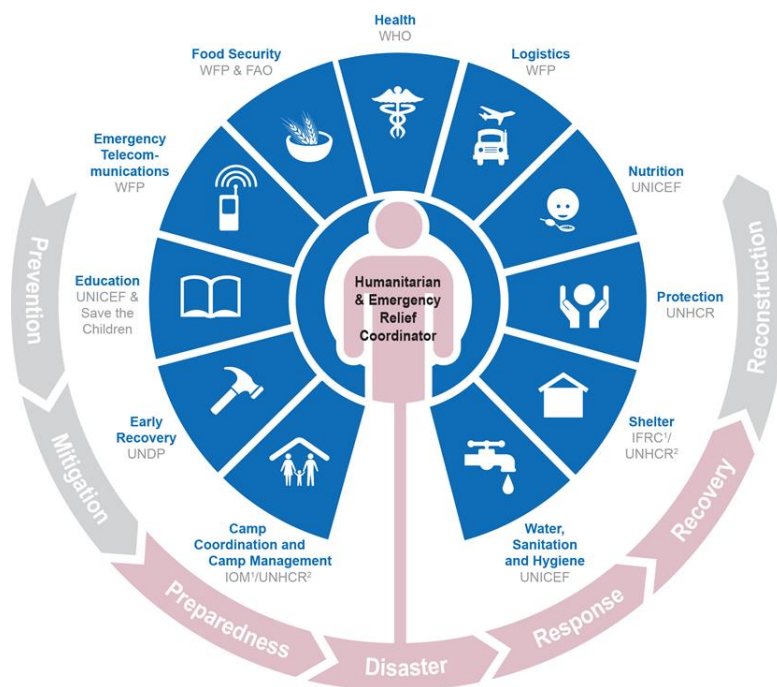 Health
WHO
Logistics
WFP
Nutrition
UNICEF
Protection
UNHCR
Shelter
IFRC¹/
UNHCR²
Water,
Sanitation
and Hygiene
UNICEF
Camp
Coordination and
Camp Management
IOM¹/UNHCR²
Early
Recovery
UNDP
Education
UNICEF &
Save the
Children
Emergency
Telecom-
munications
WFP
Food Security
WFP & FAO
Humanitarian
& Emergency
Relief
Coordinator
Prevention
Mitigation
Preparedness
Disaster
Response
Recovery
Reconstruction